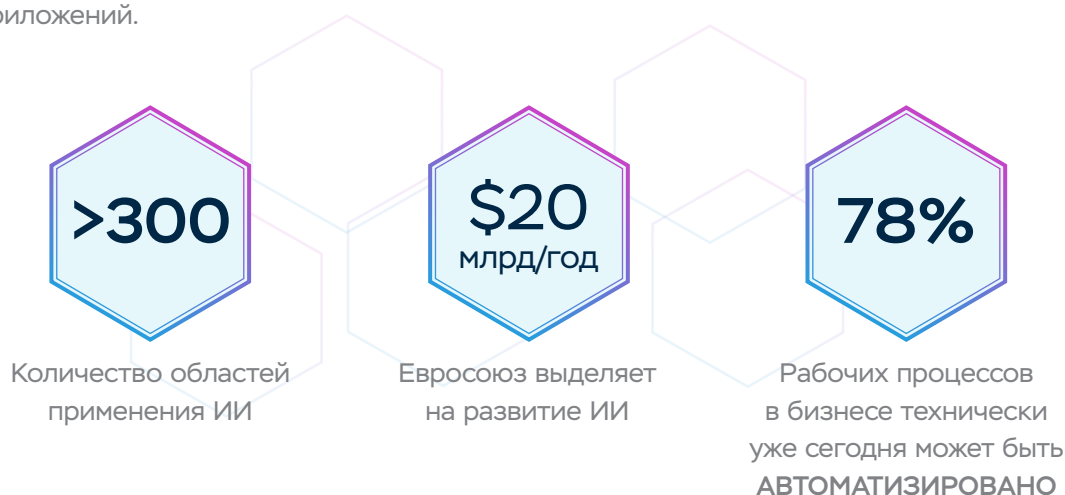 риложений.
>300
Количество областей
применения ИИ
$20
млрд/год
Евросоюз выделяет
на развитие ИИ
78%
Рабочих процессов
в бизнесе технически
уже сегодня может быть
АВТОМАТИЗИРОВАНО